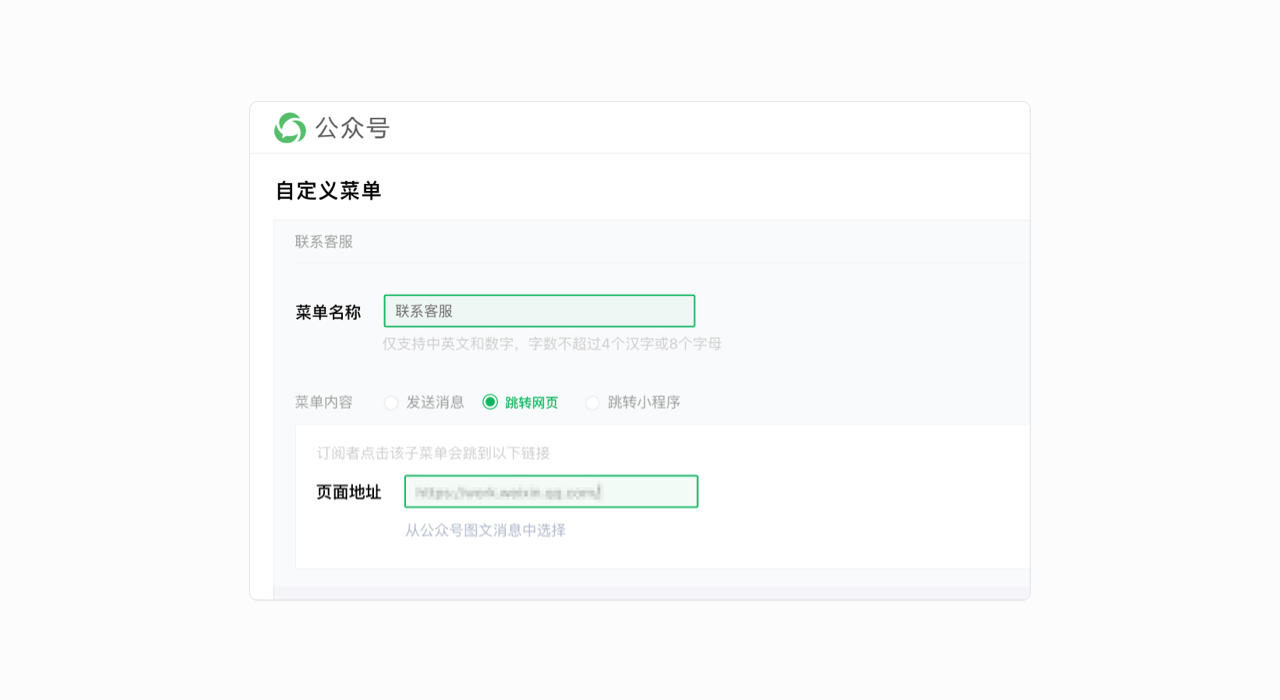 公众号
自定义菜单
联系客服
菜单名称 联系客服
仅支持中英文和数字，字数不超过4个汉字或8个字母
菜单内容 发送消息 跳转网页 跳转小程序
订阅者点击该子菜单会跳到以下链接
页面地址
从公众号图文消息中选择